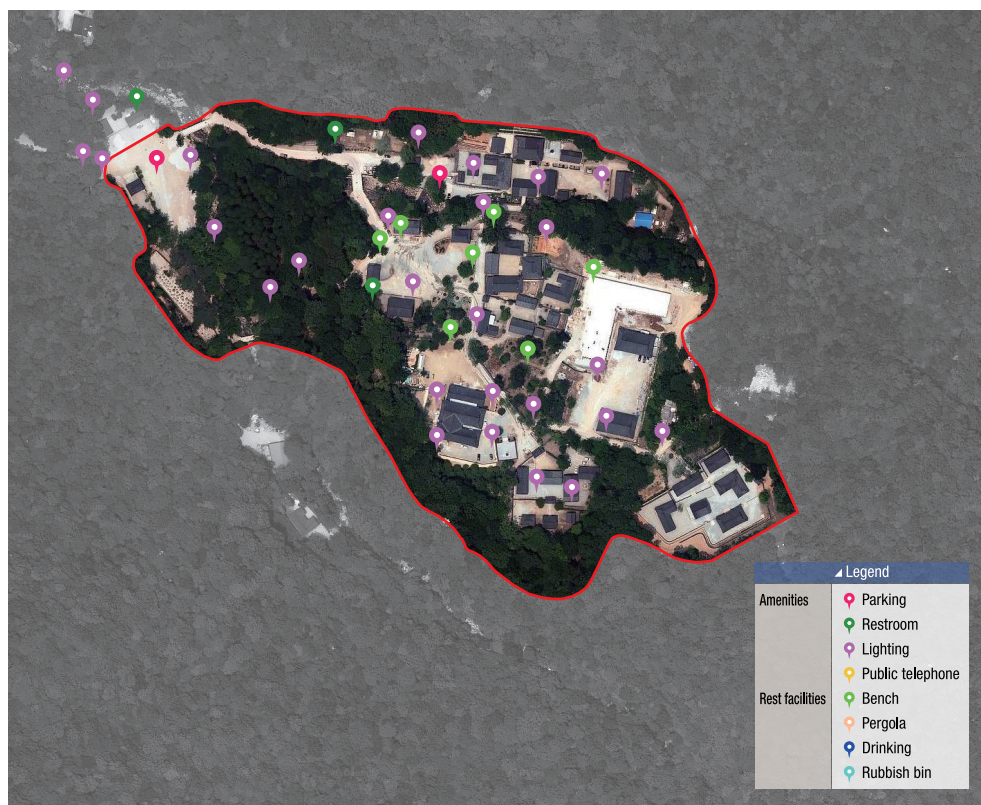 ◢ Legend
Amenities
Parking
Restroom
Lighting
Public telephone
Rest facilities
Bench
Pergola
Drinking
Rubbish bin